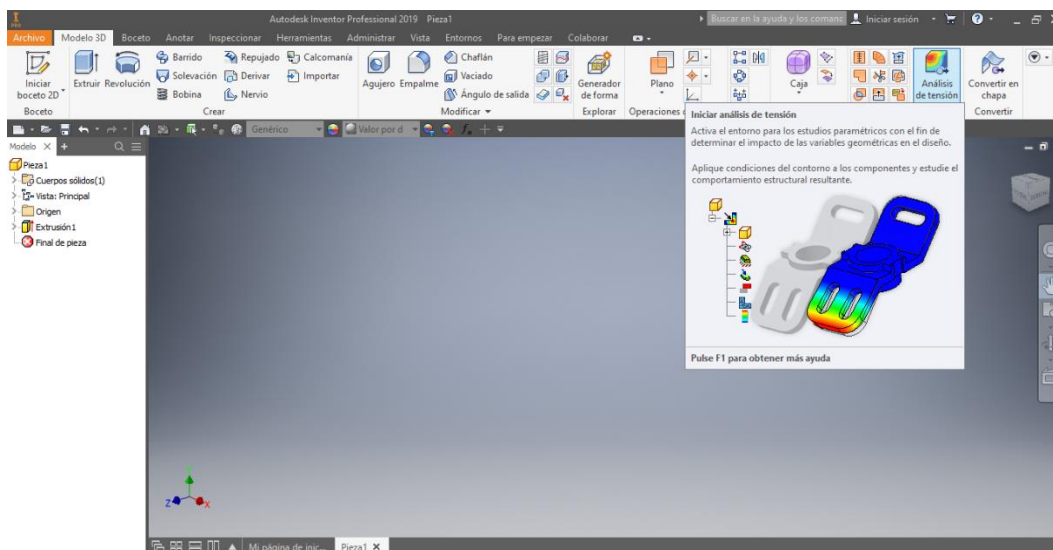 Autodesk Inventor Professional 2019 Pieza1
Buscar en la ayuda y los comanc
Iniciar sesión
Archivo Modelo 3D Boceto Anotar Inspeccionar Herramientas Administrar Vista Entornos Para empezar Colaborar
Iniciar
boceto 2D
Extruir Revolución
Barrido Repujado Calcomanía
Solevación Derivar Importar
Bobina Nervio
Agujero Empalme
Chaflán
Vaciado
Ángulo de salida
Generador
de forma
Plano
Caja
Análisis
de tensión
Convertir en
chapa
Boceto Crear Modificar Explorar Operaciones Convertir
Genérico Valor por d
Modelo
Pieza1
Cuerpos sólidos(1)
Vista: Principal
Origen
Extrusión1
Final de pieza
Iniciar análisis de tensión
Activa el entorno para los estudios paramétricos con el fin de
determinar el impacto de las variables geométricas en el diseño.
Aplique condiciones del contorno a los componentes y estudie el
comportamiento estructural resultante.
Pulse F1 para obtener más ayuda
Y
Z X
Mi página de inic... Pieza1